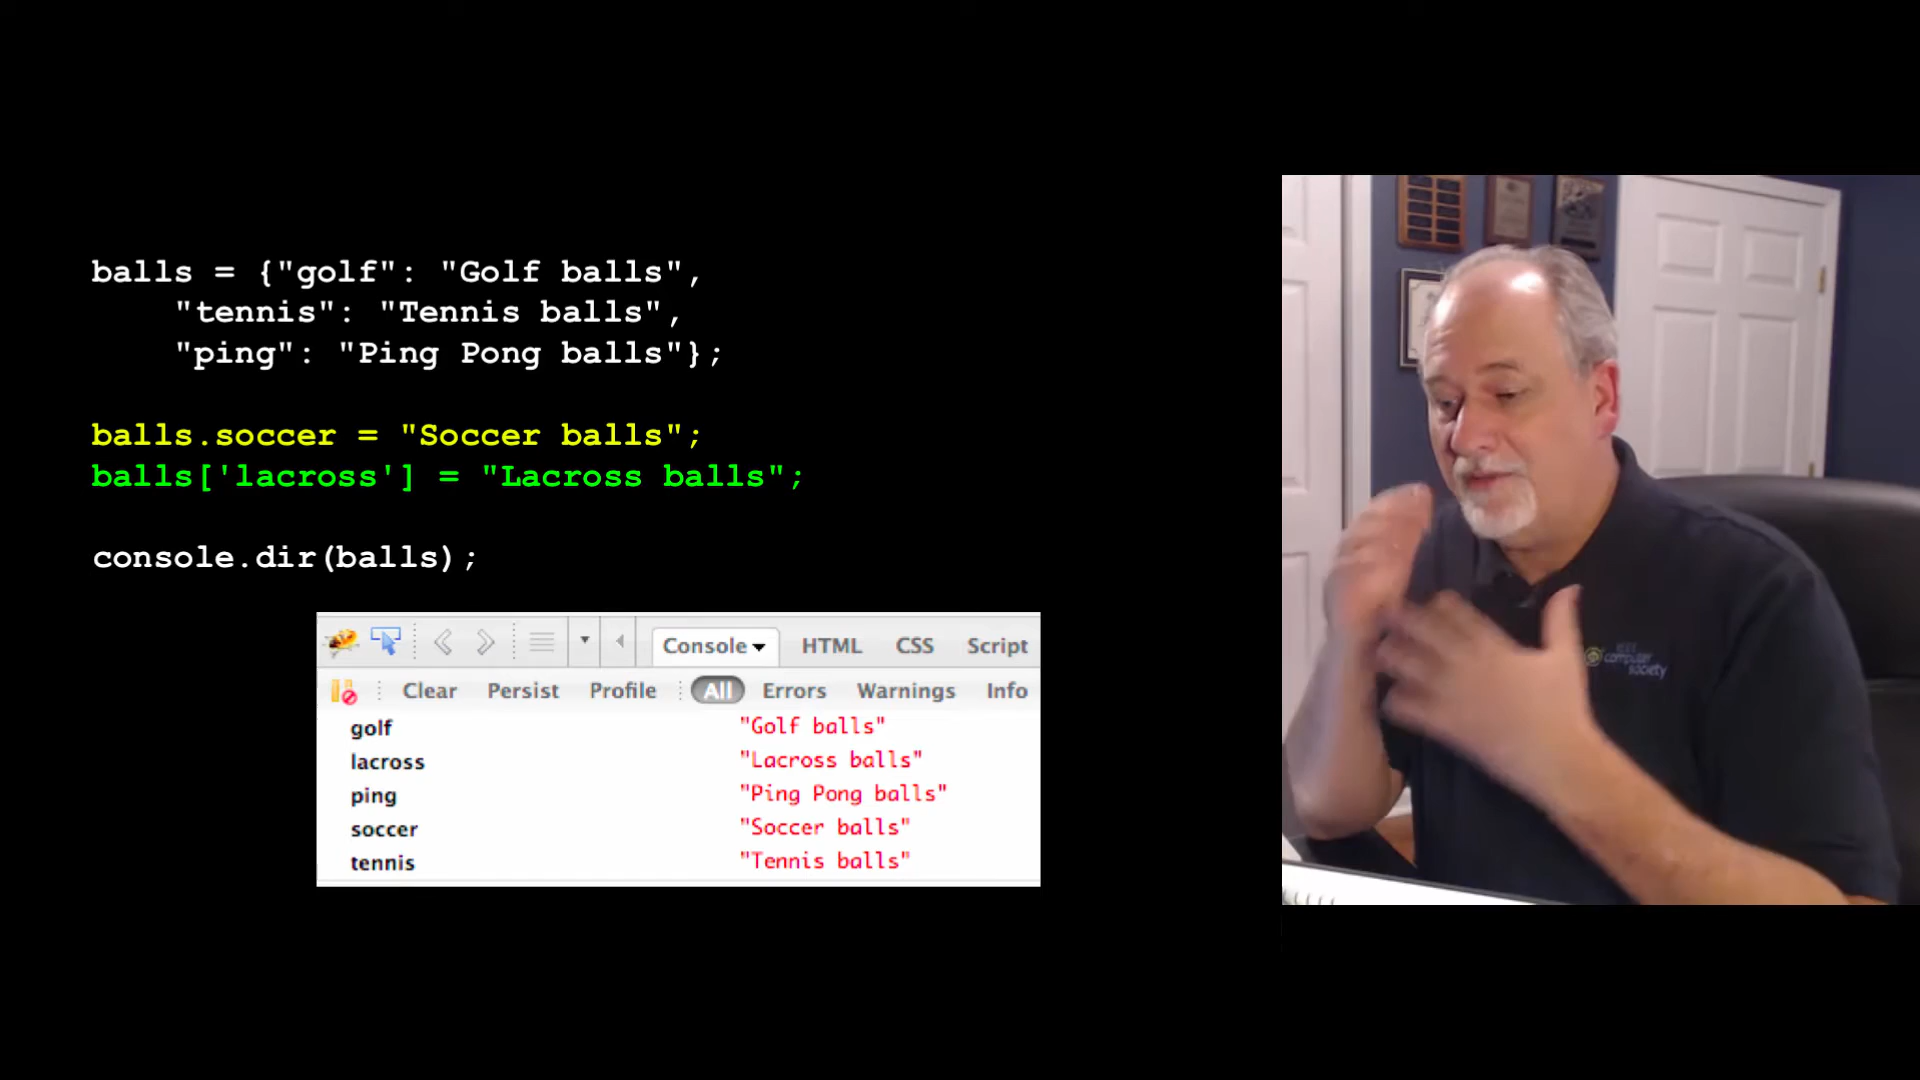 balls = {"golf": "Golf balls",
"tennis": "Tennis balls",
"ping": "Ping Pong balls"};
balls.soccer = "Soccer balls";
balls['lacross'] = "Lacross balls";
console.dir(balls);
Console HTML CSS Script
Clear Persist Profile All Errors Warnings Info
golf "Golf balls"
lacross "Lacross balls"
ping "Ping Pong balls"
soccer "Soccer balls"
tennis "Tennis balls"
computer
society